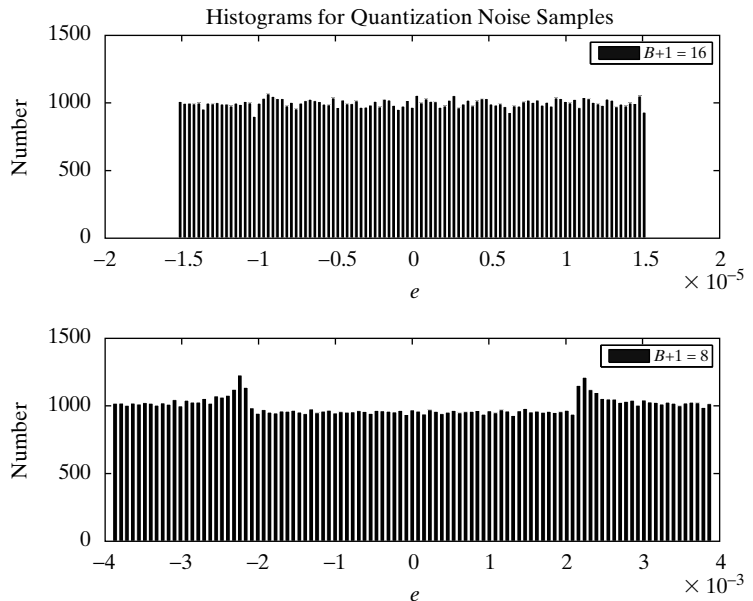 Histograms for Quantization Noise Samples
1500
1000
500
0
Number
B+1 = 16
−2 −1.5 −1 −0.5 0 0.5 1 1.5 2
× 10⁻⁵
e
1500
1000
500
0
Number
B+1 = 8
−4 −3 −2 −1 0 1 2 3 4
× 10⁻³
e